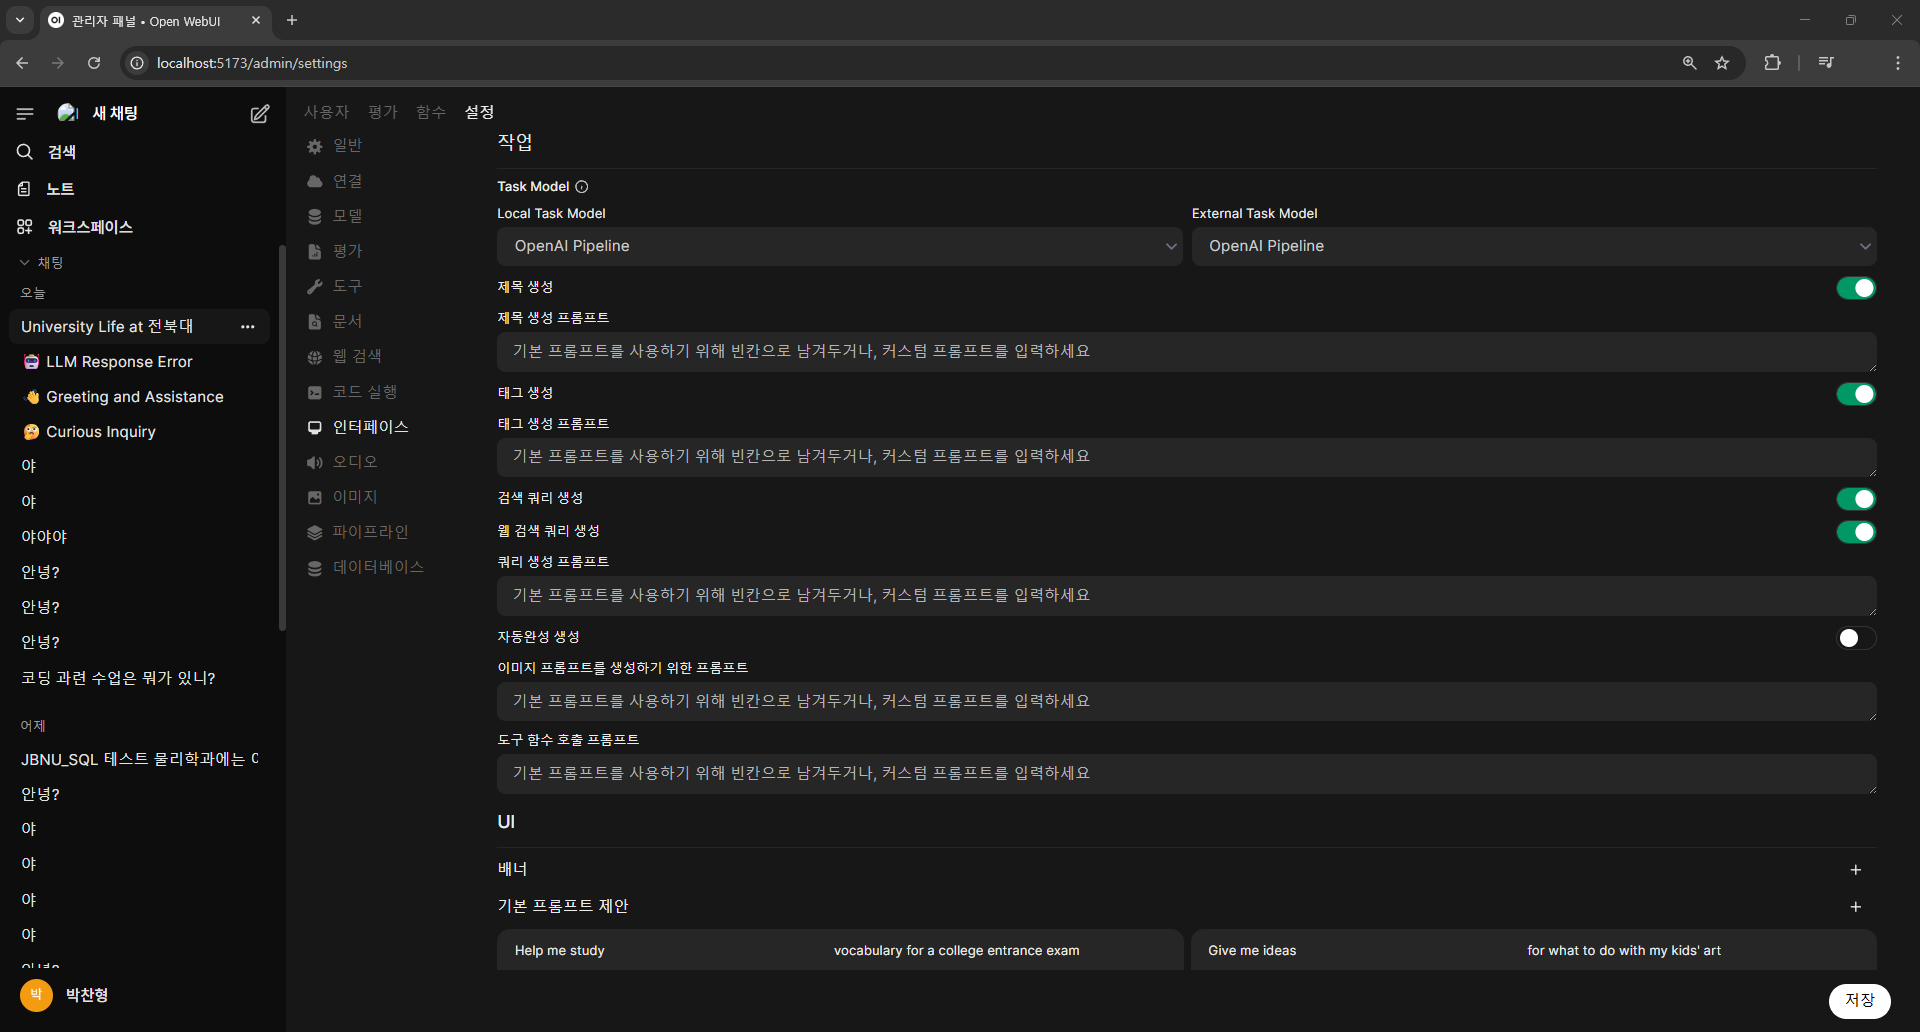 관리자 패널 • Open WebUI
localhost:5173/admin/settings
새 채팅
검색
노트
워크스페이스
채팅
오늘
University Life at 전북대
LLM Response Error
Greeting and Assistance
Curious Inquiry
야
야
야야야
안녕?
안녕?
안녕?
코딩 과련 수업은 뭐가 있니?
어제
JBNU_SQL 테스트 물리학과에는
안녕?
야
야
야
야
박
박찬형
사용자 평가 함수 설정
일반
연결
모델
평가
도구
문서
웹 검색
코드 실행
인터페이스
오디오
이미지
파이프라인
데이터베이스
작업
Task Model
Local Task Model
External Task Model
OpenAI Pipeline
OpenAI Pipeline
제목 생성
제목 생성 프롬프트
기본 프롬프트를 사용하기 위해 빈칸으로 남겨두거나, 커스텀 프롬프트를 입력하세요
태그 생성
태그 생성 프롬프트
기본 프롬프트를 사용하기 위해 빈칸으로 남겨두거나, 커스텀 프롬프트를 입력하세요
검색 쿼리 생성
웹 검색 쿼리 생성
쿼리 생성 프롬프트
기본 프롬프트를 사용하기 위해 빈칸으로 남겨두거나, 커스텀 프롬프트를 입력하세요
자동완성 생성
이미지 프롬프트를 생성하기 위한 프롬프트
기본 프롬프트를 사용하기 위해 빈칸으로 남겨두거나, 커스텀 프롬프트를 입력하세요
도구 함수 호출 프롬프트
기본 프롬프트를 사용하기 위해 빈칸으로 남겨두거나, 커스텀 프롬프트를 입력하세요
UI
배너
기본 프롬프트 제안
Help me study
vocabulary for a college entrance exam
Give me ideas
for what to do with my kids' art
저장